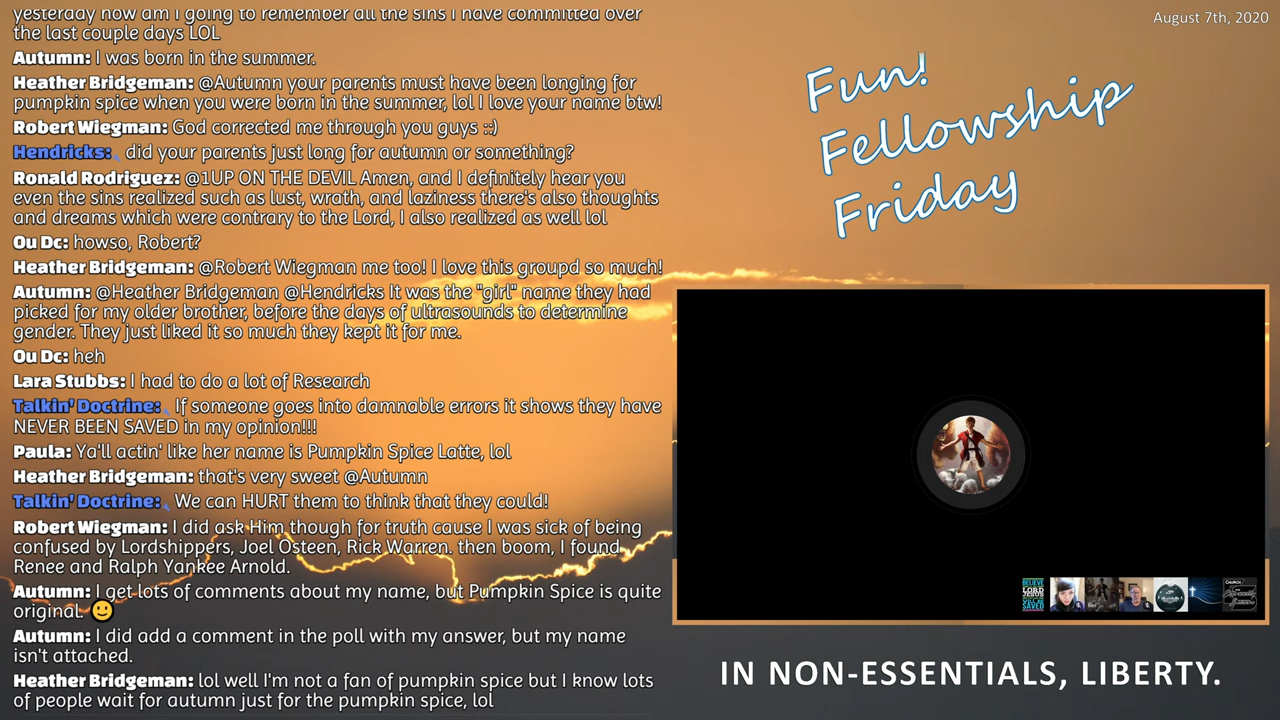 yesterday now am I going to remember all the sins I have committed over
the last couple days LOL
Autumn: I was born in the summer.
Heather Bridgeman: @Autumn your parents must have been longing for
pumpkin spice when you were born in the summer, lol I love your name btw!
Robert Wiegman: God corrected me through you guys ::)
Hendricks: did your parents just long for autumn or something?
Ronald Rodriguez: @1UP ON THE DEVIL Amen, and I definitely hear you
even the sins realized such as lust, wrath, and laziness there's also thoughts
and dreams which were contrary to the Lord, I also realized as well lol
Ou Dc: howso, Robert?
Heather Bridgeman: @Robert Wiegman me too! I love this groupd so much!
Autumn: @Heather Bridgeman @Hendricks It was the "girl" name they had
picked for my older brother, before the days of ultrasounds to determine
gender. They just liked it so much they kept it for me.
Ou Dc: heh
Lara Stubbs: I had to do a lot of Research
Talkin' Doctrine: If someone goes into damnable errors it shows they have
NEVER BEEN SAVED in my opinion!!!
Paula: Ya'll actin' like her name is Pumpkin Spice Latte, lol
Heather Bridgeman: that's very sweet @Autumn
Talkin' Doctrine: We can HURT them to think that they could!
Robert Wiegman: I did ask Him though for truth cause I was sick of being
confused by Lordshippers, Joel Osteen, Rick Warren. then boom, I found
Renee and Ralph Yankee Arnold.
Autumn: I get lots of comments about my name, but Pumpkin Spice is quite
original. 🙂
Autumn: I did add a comment in the poll with my answer, but my name
isn't attached.
Heather Bridgeman: lol well I'm not a fan of pumpkin spice but I know lots
of people wait for autumn just for the pumpkin spice, lol
August 7th, 2020
Fun!
Fellowship
Friday
BELIEVE
LORD
JESUS
SAVED
CHURCH
IN NON-ESSENTIALS, LIBERTY.